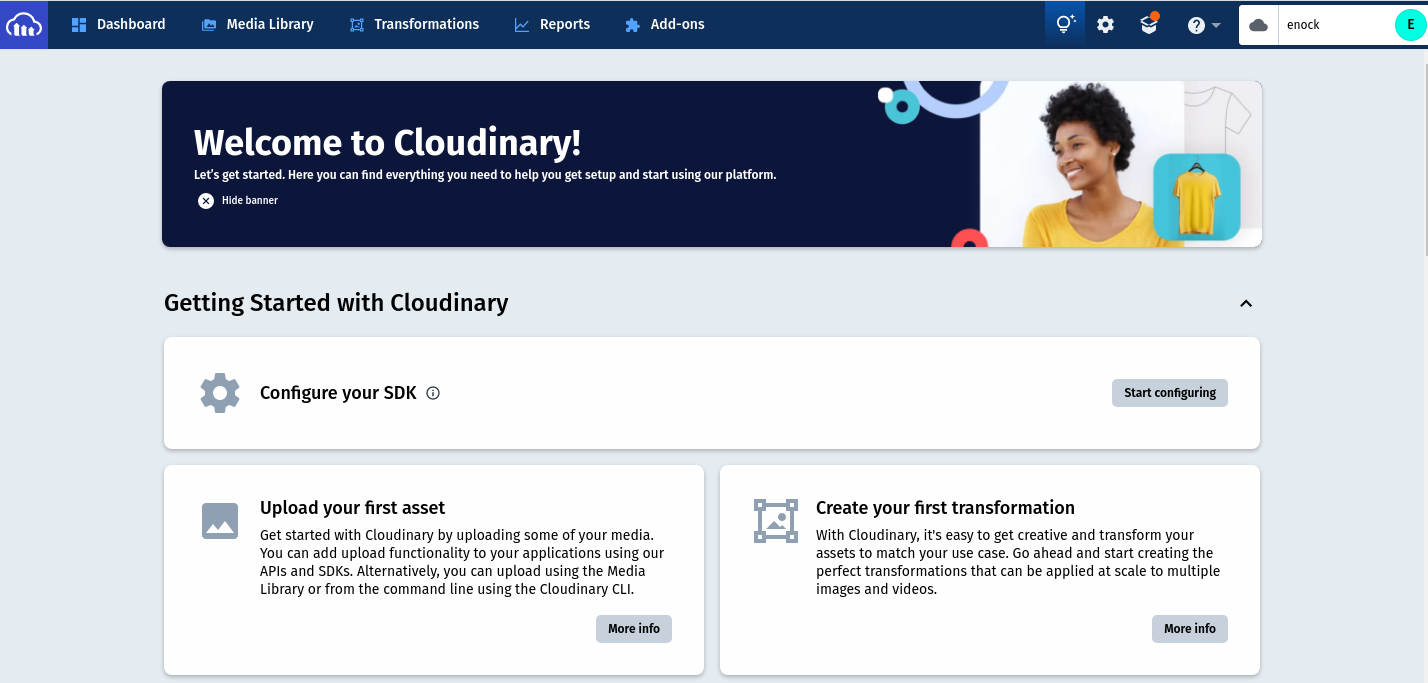 Dashboard
Media Library
Transformations
Reports
Add-ons
enock
E
Welcome to Cloudinary!
Let's get started. Here you can find everything you need to help you get setup and start using our platform.
Hide banner
Getting Started with Cloudinary
Configure your SDK
Start configuring
Upload your first asset
Get started with Cloudinary by uploading some of your media.
You can add upload functionality to your applications using our
APIs and SDKs. Alternatively, you can upload using the Media
Library or from the command line using the Cloudinary CLI.
More info
Create your first transformation
With Cloudinary, it's easy to get creative and transform your
assets to match your use case. Go ahead and start creating the
perfect transformations that can be applied at scale to multiple
images and videos.
More info